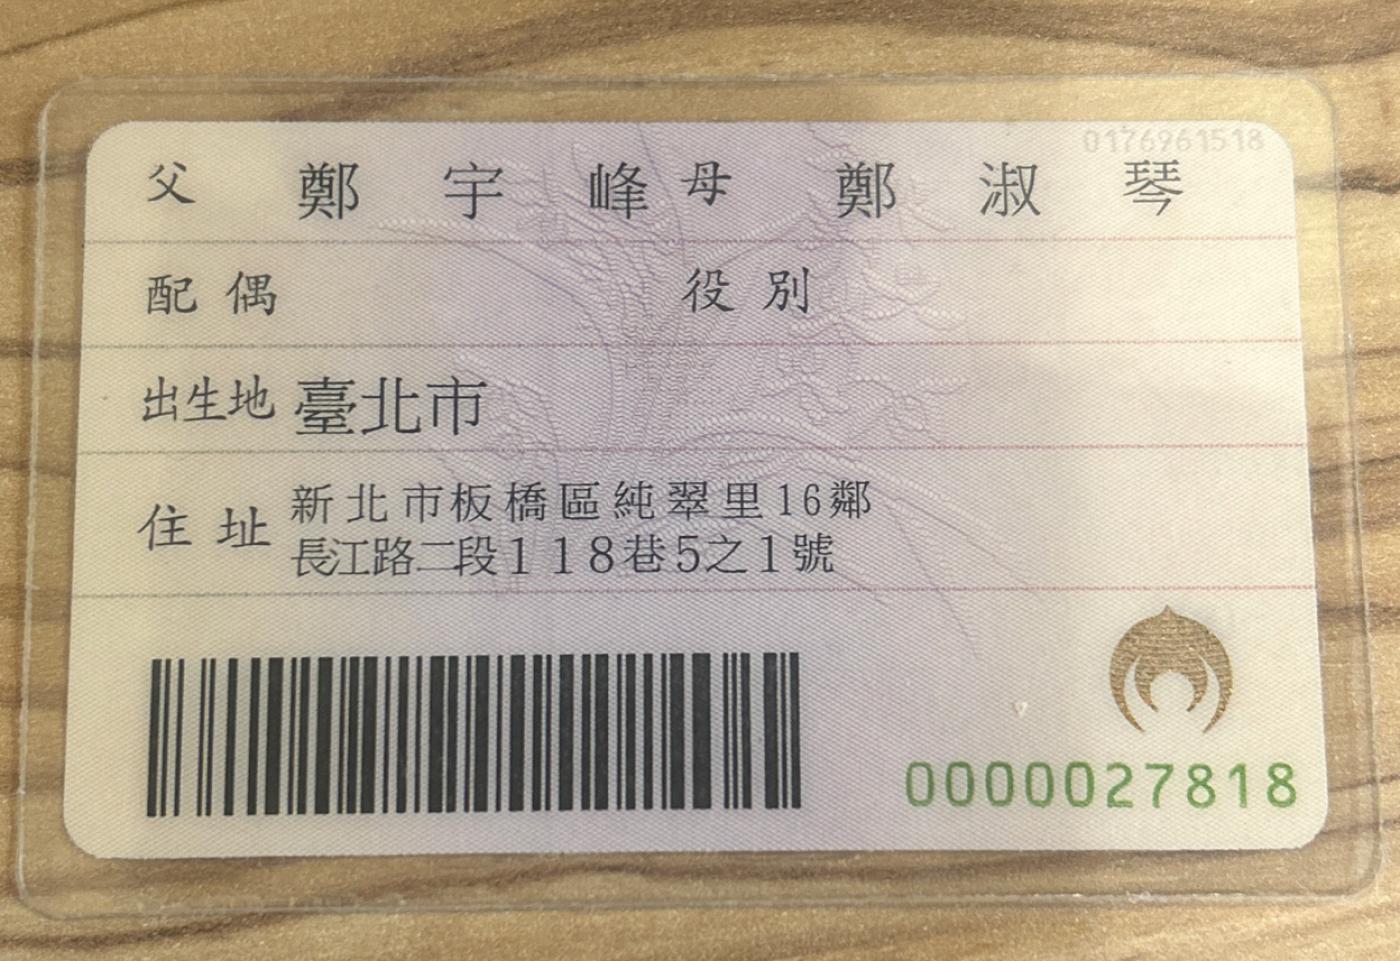 0176961518
父 鄭宇峰 母 鄭淑琴
配偶 役別
出生地 臺北市
住址 新北市板橋區純翠里16鄰
長江路二段118巷5之1號
0000027818